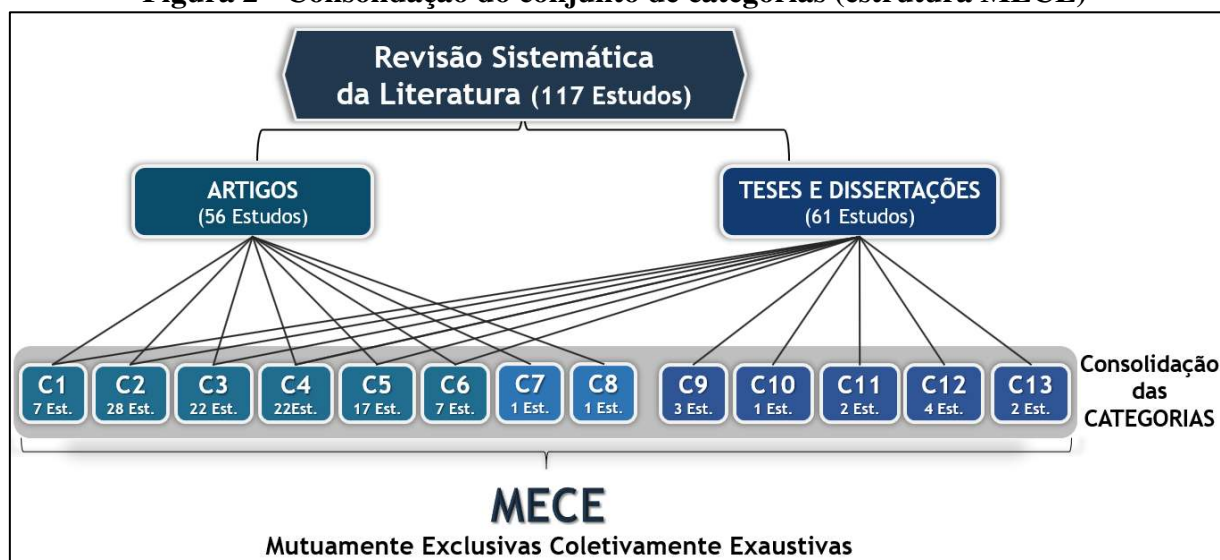 Figura 2 – Consolidação do conjunto de categorias (estrutura MECE)
Revisão Sistemática
da Literatura (117 Estudos)
ARTIGOS
(56 Estudos)
TESES E DISSERTAÇÕES
(61 Estudos)
C1
7 Est.
C2
28 Est.
C3
22 Est.
C4
22Est.
C5
17 Est.
C6
7 Est.
C7
1 Est.
C8
1 Est.
C9
3 Est.
C10
1 Est.
C11
2 Est.
C12
4 Est.
C13
2 Est.
Consolidação
das
CATEGORIAS
MECE
Mutuamente Exclusivas Coletivamente Exaustivas